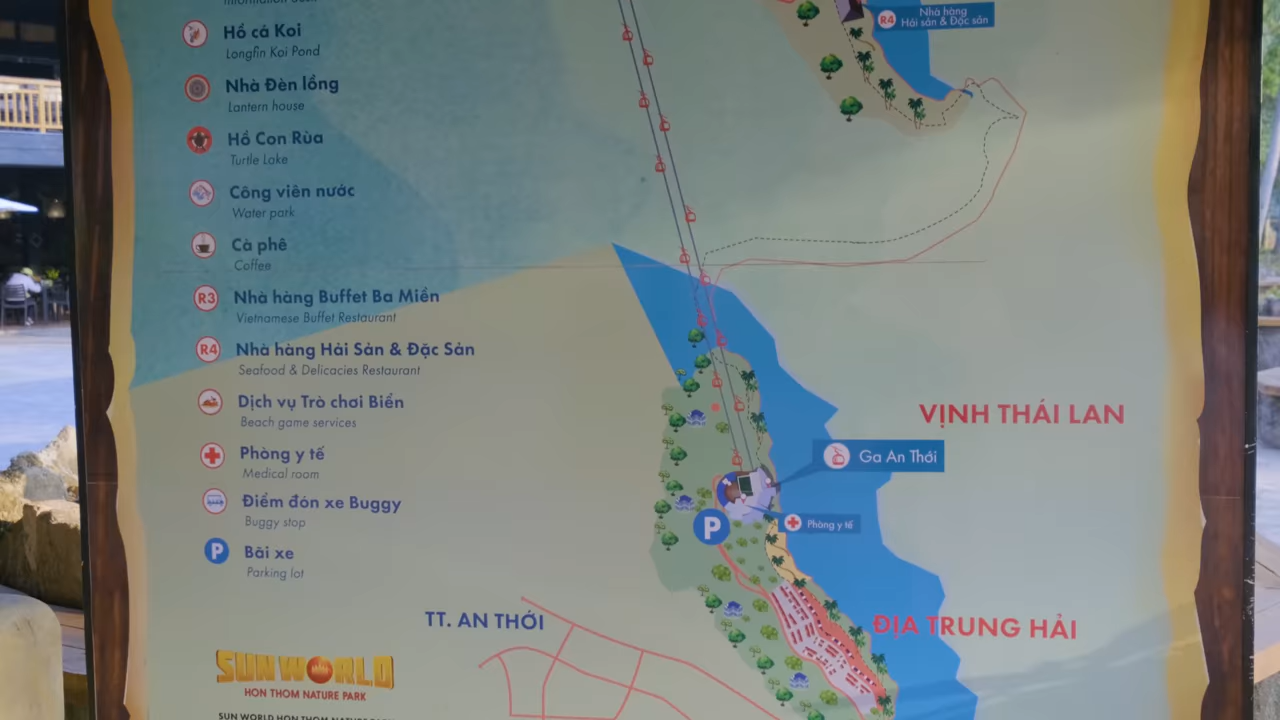 Hồ cá Koi
Longfin Koi Pond
Nhà Đèn lồng
Lantern house
Hồ Con Rùa
Turtle Lake
Công viên nước
Water park
Cà phê
Coffee
R3 Nhà hàng Buffet Ba Miền
Vietnamese Buffet Restaurant
R4 Nhà hàng Hải Sản & Đặc Sản
Seafood & Delicacies Restaurant
Dịch vụ Trò chơi Biển
Beach game services
Phòng y tế
Medical room
Điểm đón xe Buggy
Buggy stop
P Bãi xe
Parking lot
SUN WORLD
HON THOM NATURE PARK
R4 Nhà hàng
Hải sản & Đặc sản
VỊNH THÁI LAN
Ga An Thới
P
Phòng y tế
TT. AN THỚI
ĐỊA TRUNG HẢI